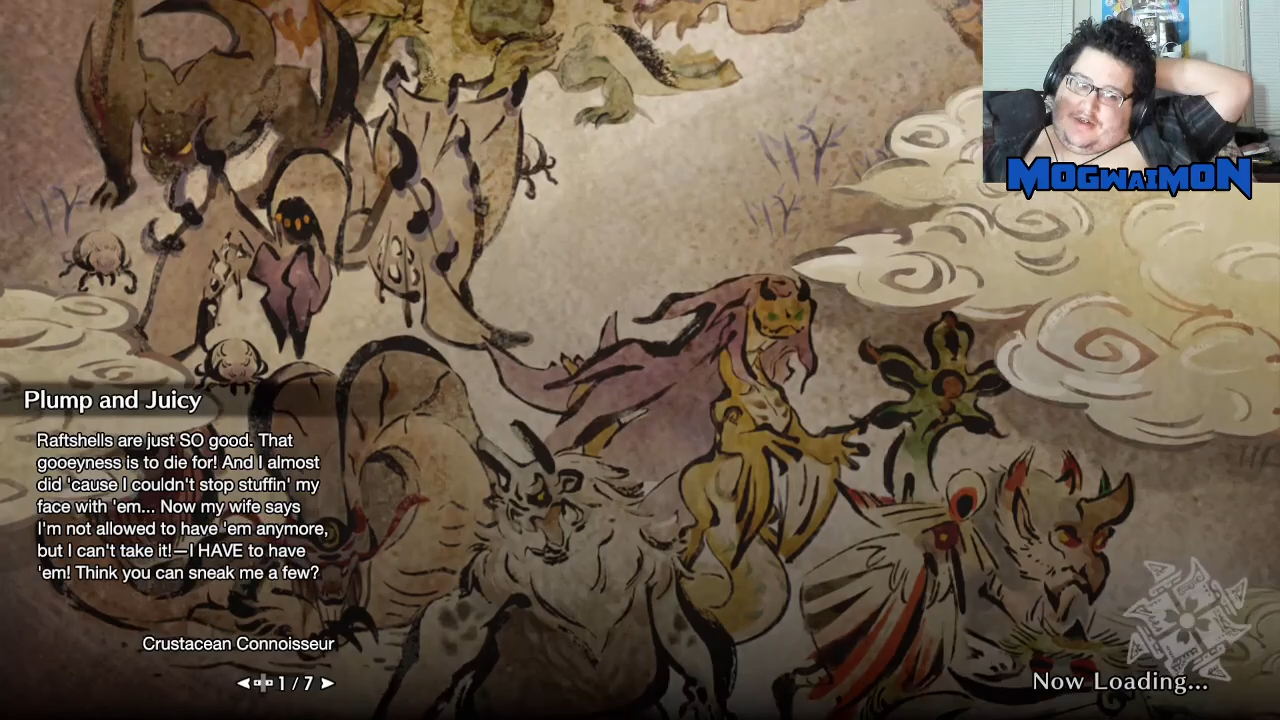 MOGWAIMON
Plump and Juicy
Raftshells are just SO good. That
gooeyness is to die for! And I almost
did 'cause I couldn't stop stuffin' my
face with 'em... Now my wife says
I'm not allowed to have 'em anymore,
but I can't take it!—I HAVE to have
'em! Think you can sneak me a few?
Crustacean Connoisseur
1 / 7
Now Loading...